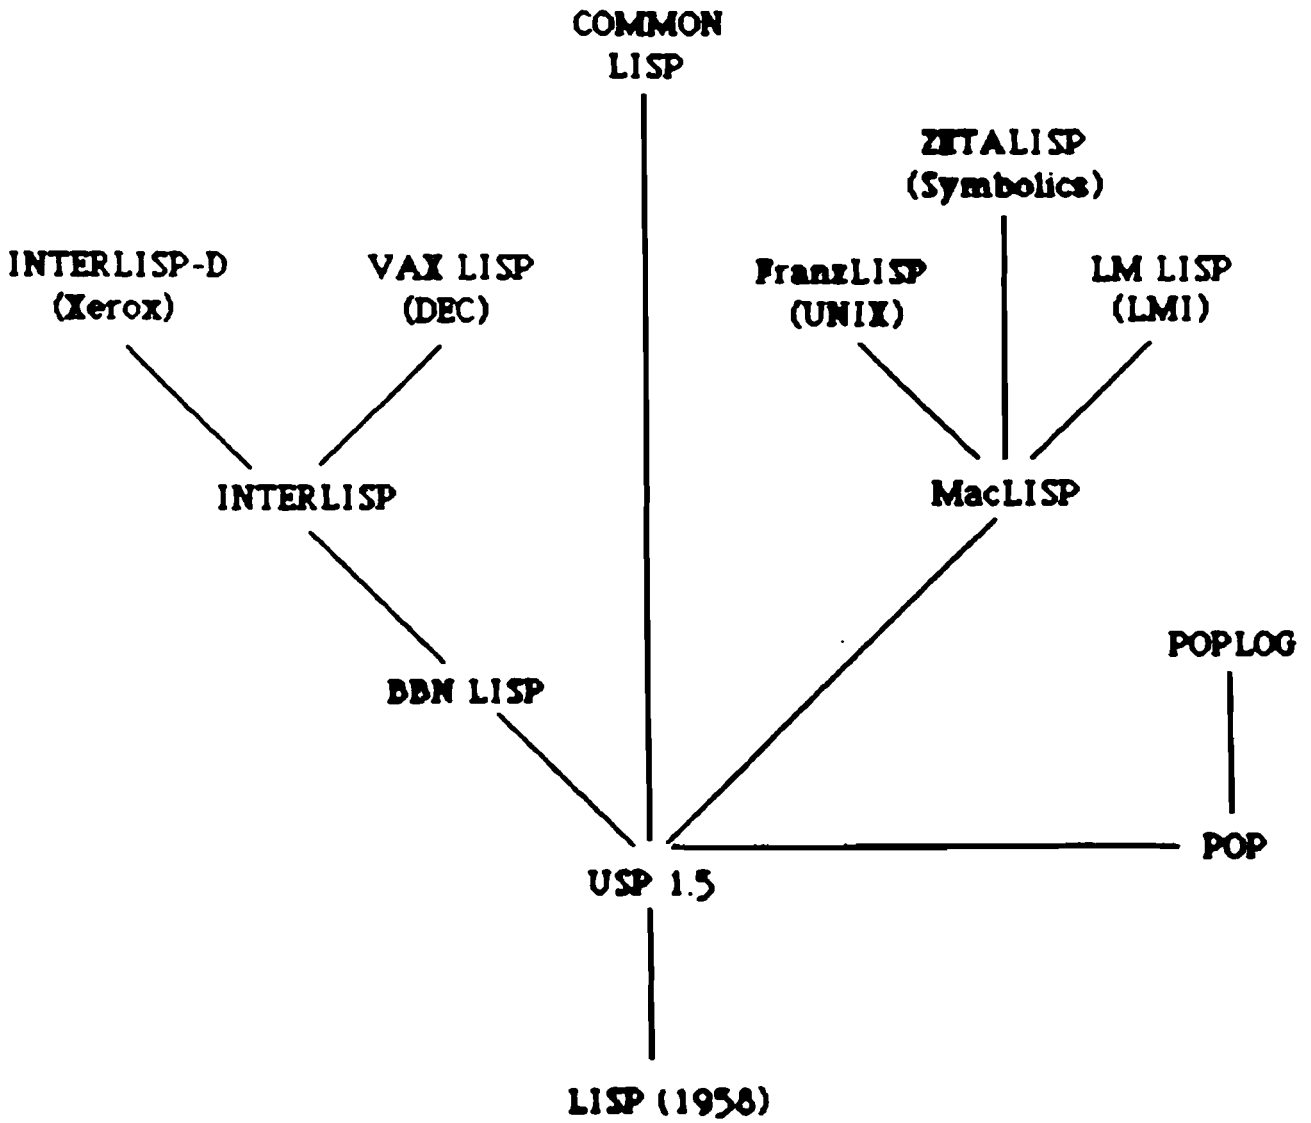 COMMON
LISP
ZETALISP
(Symbolics)
INTERLISP-D
(Xerox)
VAX LISP
(DEC)
FranzLISP
(UNIX)
LM LISP
(LMI)
INTERLISP
MacLISP
POPLOG
BBN LISP
POP
USP 1.5
LISP (1958)